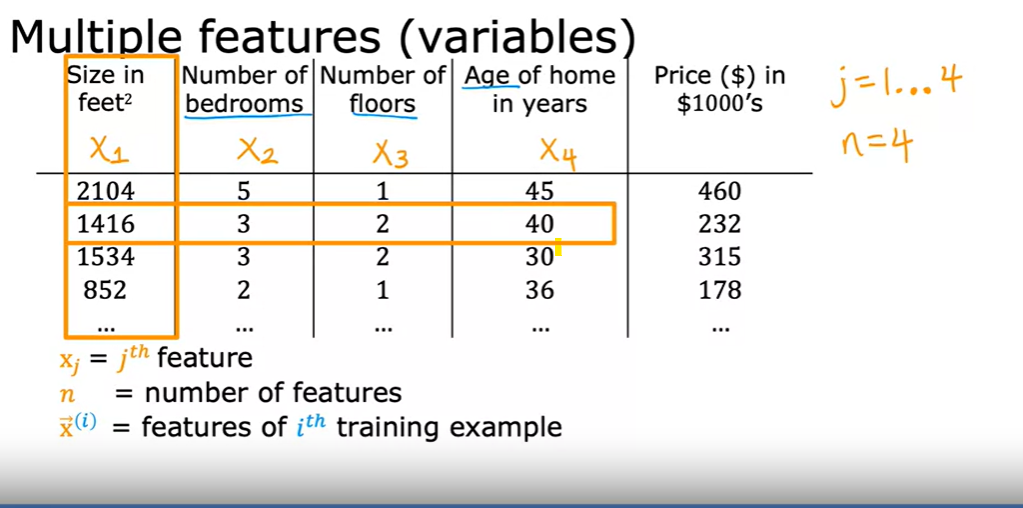 Multiple features (variables)
Size in feet² Number of bedrooms Number of floors Age of home in years Price ($) in $1000’s j=1...4
X₁ X₂ X₃ X₄ n=4
2104 5 1 45 460
1416 3 2 40 232
1534 3 2 30 315
852 2 1 36 178
... ... ... ... ...
xⱼ = jᵗʰ feature
n = number of features
x⃗⁽ⁱ⁾ = features of iᵗʰ training example